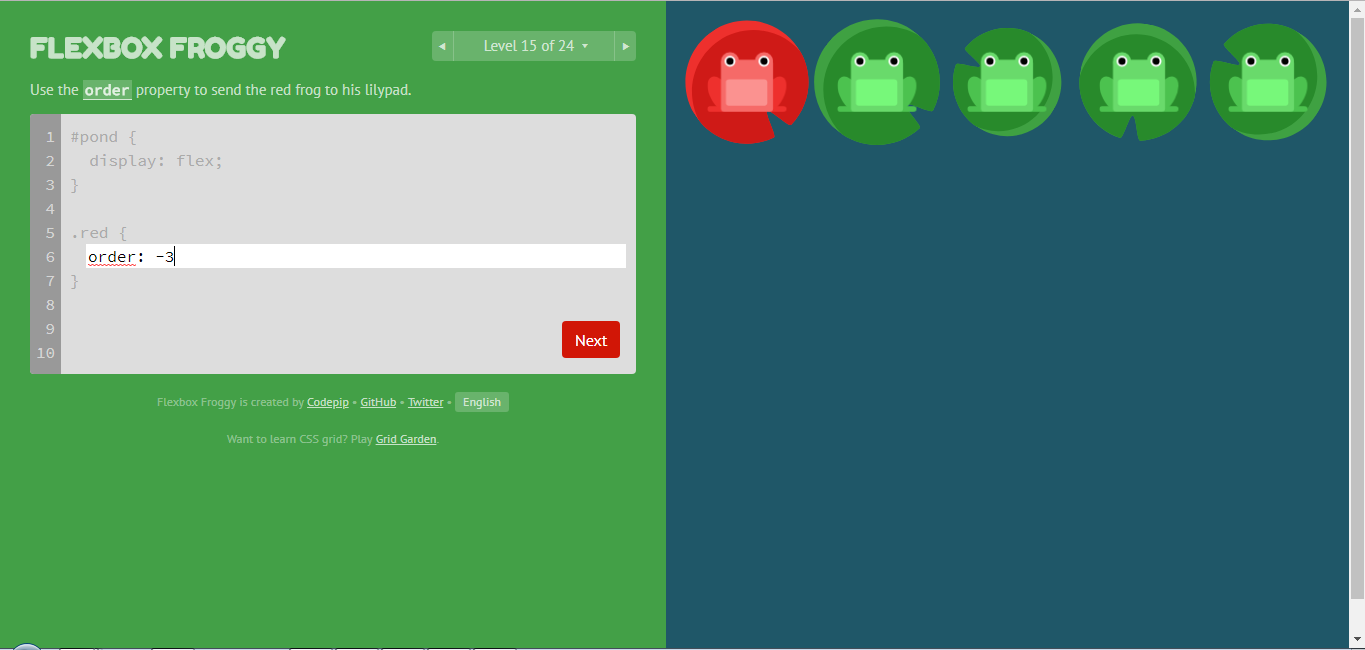 FLEXBOX FROGGY
◄ Level 15 of 24 ▾ ►
Use the order property to send the red frog to his lilypad.
1 #pond {
2   display: flex;
3 }
4
5 .red {
6   order: -3
7 }
8
9
10
Next
Flexbox Froggy is created by Codepip • GitHub • Twitter • English
Want to learn CSS grid? Play Grid Garden.